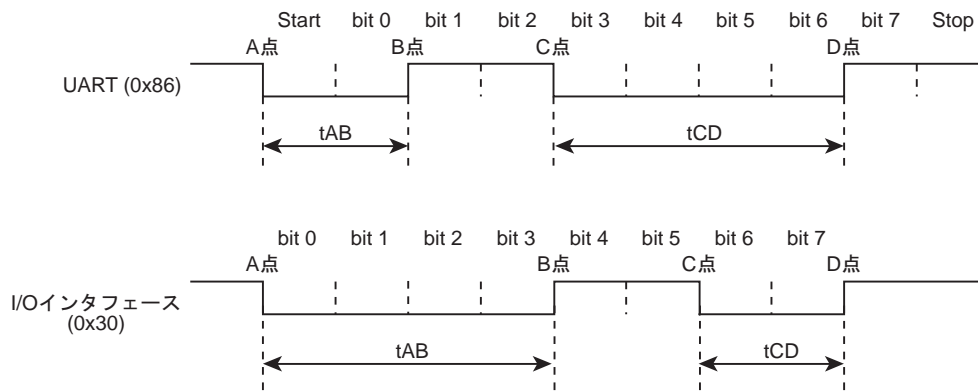 Start bit 0 bit 1 bit 2 bit 3 bit 4 bit 5 bit 6 bit 7 Stop
A点 B点 C点 D点
UART (0x86)
tAB tCD
bit 0 bit 1 bit 2 bit 3 bit 4 bit 5 bit 6 bit 7
A点 B点 C点 D点
I/Oインタフェース
(0x30)
tAB tCD